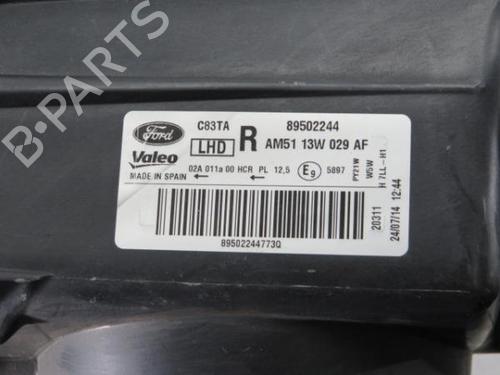 B-PARTS
Ford
C83TA
89502244
Valeo
LHD R AM51 13W 029 AF
02A 011a 00 HCR PL 12,5 E9 5897
MADE IN SPAIN
PY21W
W5W
H 7LL-H1
20311
24/07/14 12:44
89502244773Q